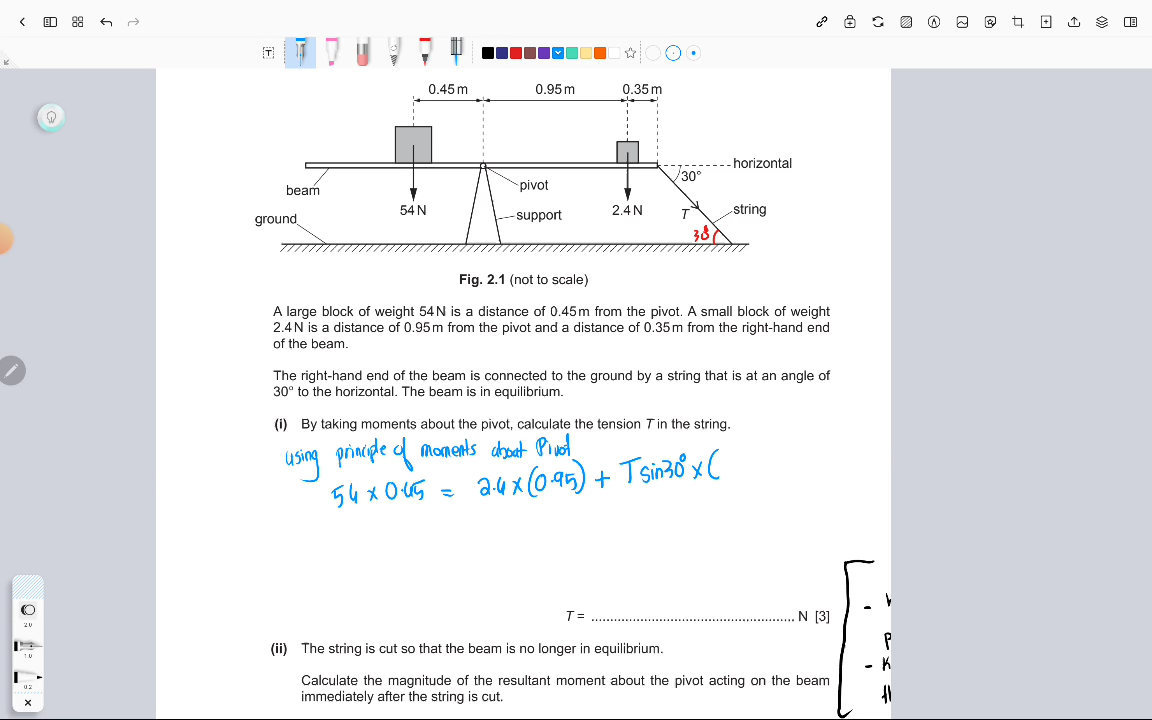 0.45 m 0.95 m 0.35 m
horizontal
30°
beam
pivot
54 N
support
2.4 N
T
string
ground
30°
Fig. 2.1 (not to scale)
A large block of weight 54 N is a distance of 0.45 m from the pivot. A small block of weight
2.4 N is a distance of 0.95 m from the pivot and a distance of 0.35 m from the right-hand end
of the beam.
The right-hand end of the beam is connected to the ground by a string that is at an angle of
30° to the horizontal. The beam is in equilibrium.
(i) By taking moments about the pivot, calculate the tension T in the string.
using principle of moments about Pivot
54 x 0.45 = 2.4 x (0.95) + T sin30° x (
T = ...................................................... N [3]
(ii) The string is cut so that the beam is no longer in equilibrium.
Calculate the magnitude of the resultant moment about the pivot acting on the beam
immediately after the string is cut.
2.0
1.0
0.2